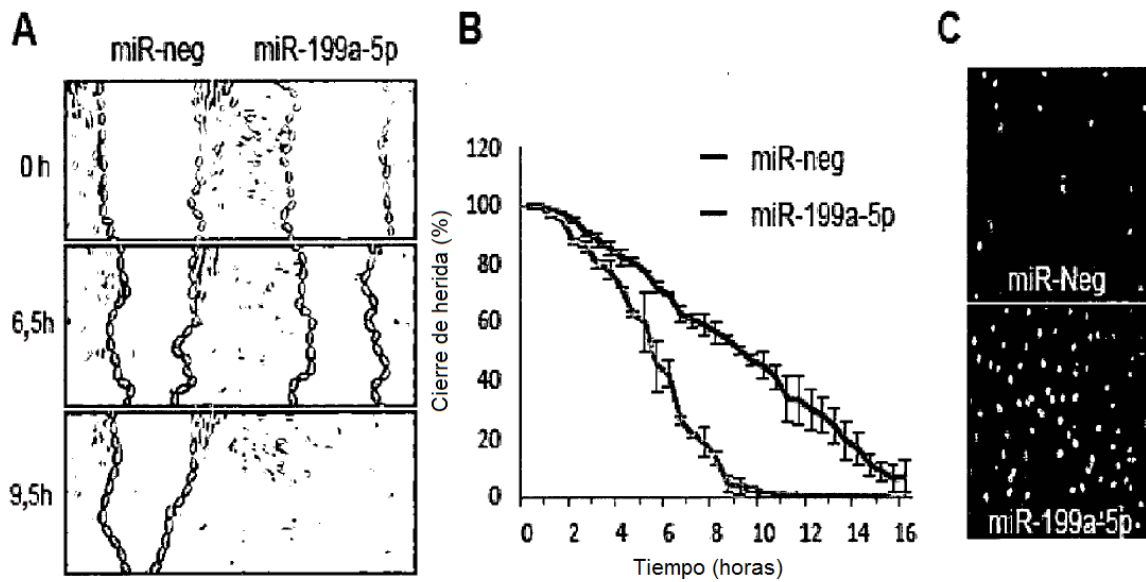 A
miR-neg miR-199a-5p
0 h
6,5h
9,5h
B
Cierre de herida (%)
120
100
80
60
40
20
0
miR-neg
miR-199a-5p
0 2 4 6 8 10 12 14 16
Tiempo (horas)
C
miR-Neg
miR-199a-5p